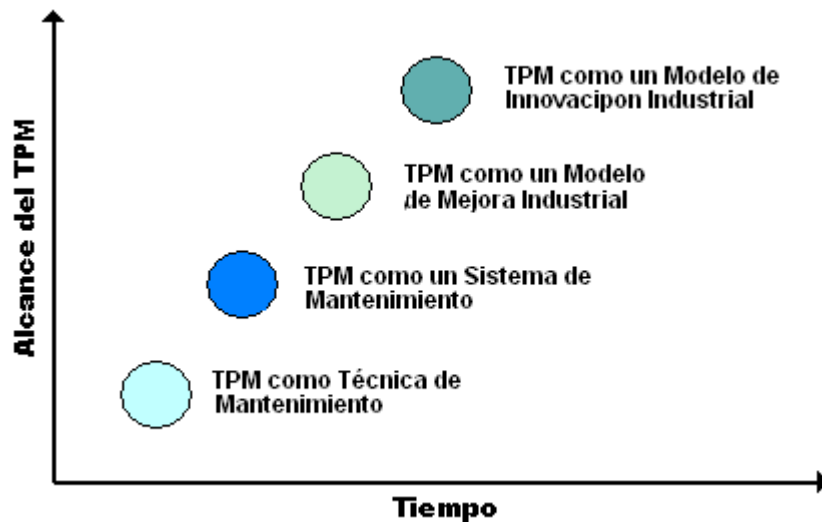 TPM como un Modelo de
Innovacipon Industrial
TPM como un Modelo
de Mejora Industrial
TPM como un Sistema de
Mantenimiento
TPM como Técnica de
Mantenimiento
Alcance del TPM
Tiempo